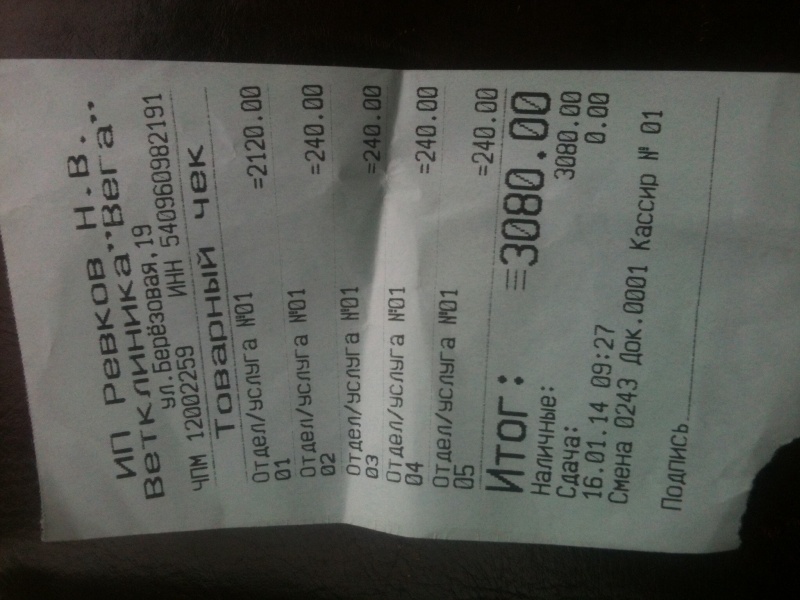 ИП Ревков Н.В.
Ветклиника "Вега"
ул.Берёзовая,19
ЧПМ 12002259 ИНН 540960982191
Товарный чек
Отдел/услуга №01
01 =2120.00
Отдел/услуга №01
02 =240.00
Отдел/услуга №01
03 =240.00
Отдел/услуга №01
04 =240.00
Отдел/услуга №01
05 =240.00
Итог: =3080.00
Наличные: 3080.00
Сдача: 0.00
16.01.14 09:27
Смена 0243 Док.0001 Кассир № 01
Подпись